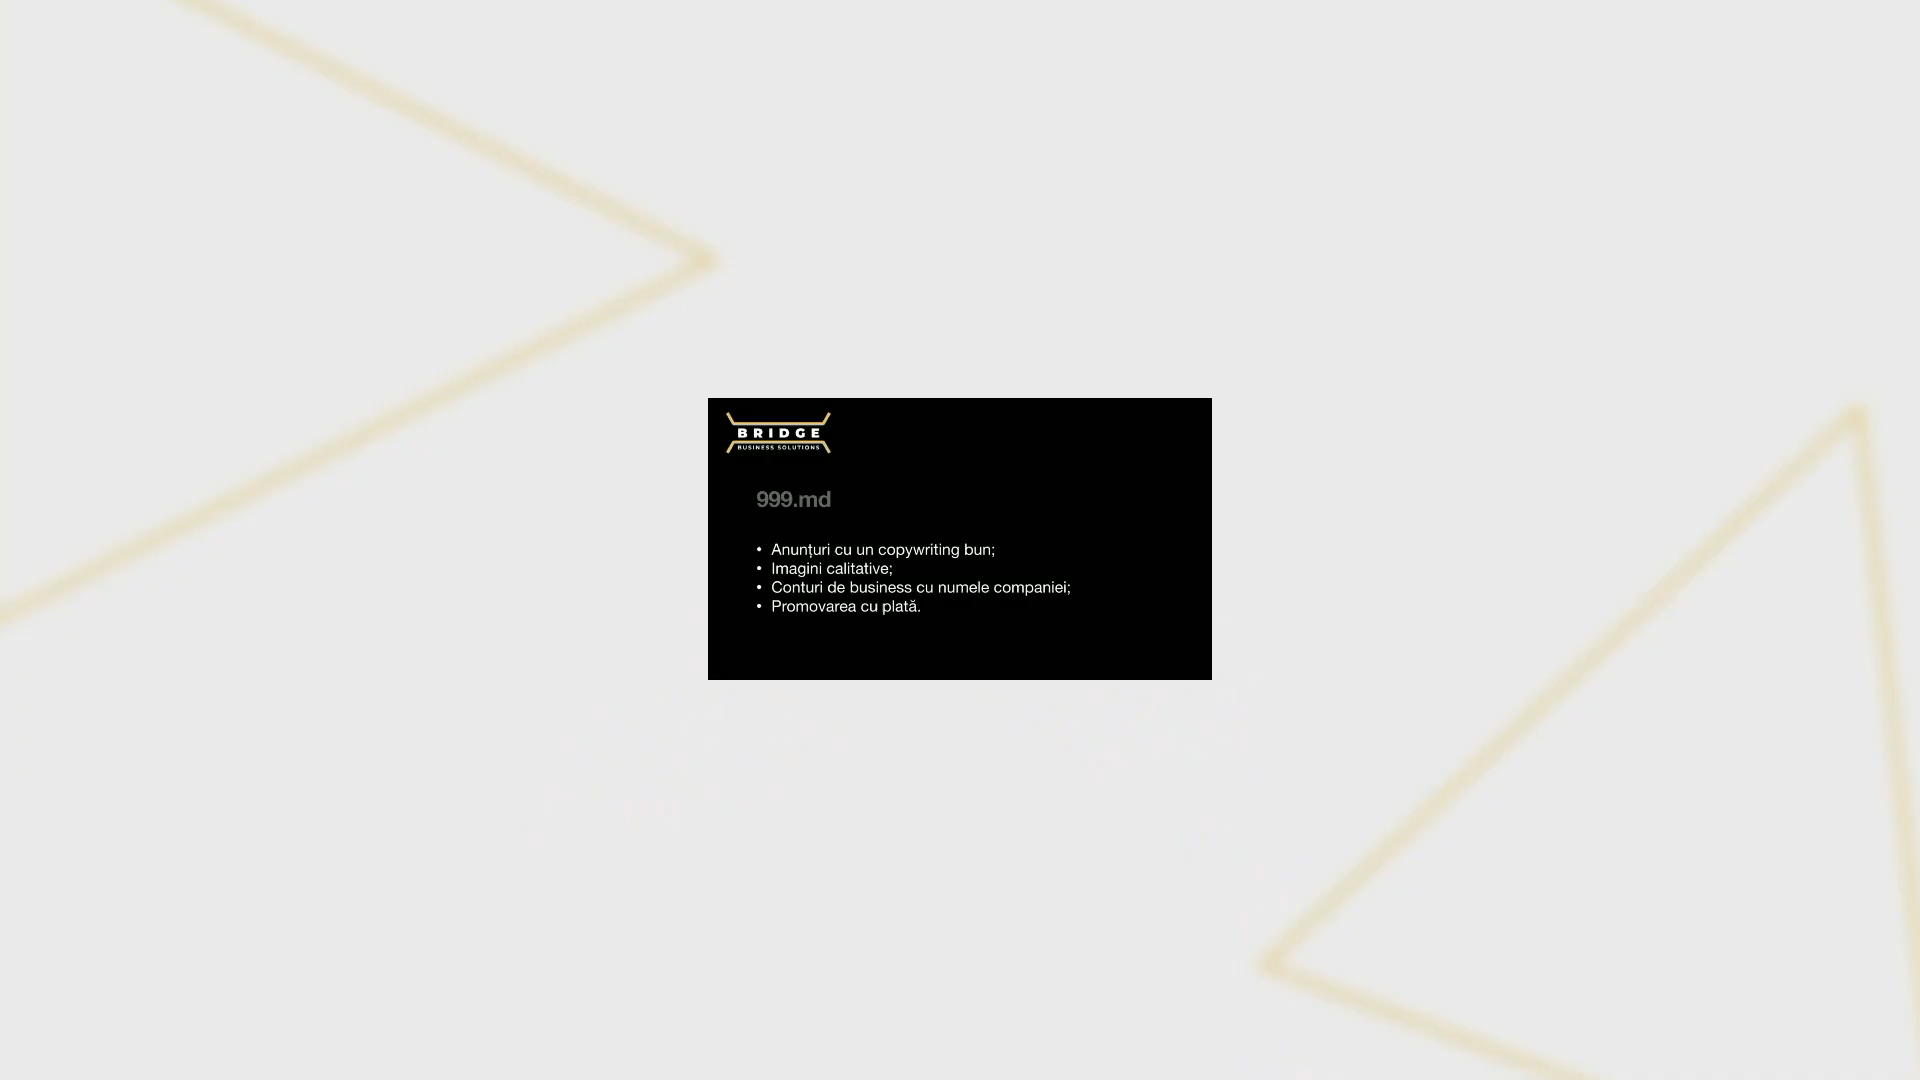 BRIDGE
BUSINESS SOLUTIONS
999.md
• Anunțuri cu un copywriting bun;
• Imagini calitative;
• Conturi de business cu numele companiei;
• Promovarea cu plată.